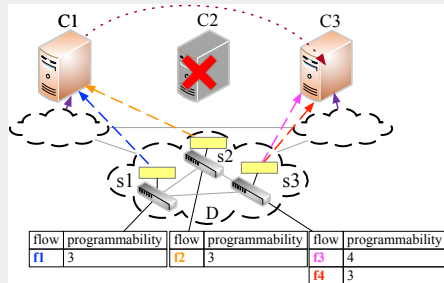 C1
C2
C3
s1
s2
s3
D
flow programmability
f1 3
flow programmability
f2 3
flow programmability
f3 4
f4 3